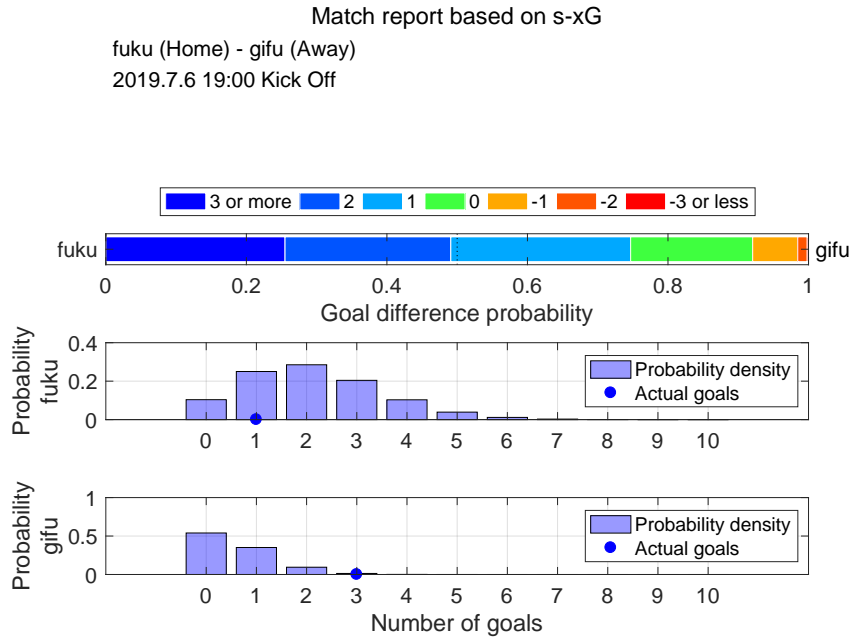 Match report based on s-xG
fuku (Home) - gifu (Away)
2019.7.6 19:00 Kick Off
3 or more 2 1 0 -1 -2 -3 or less
fuku gifu
0 0.2 0.4 0.6 0.8 1
Goal difference probability
Probability
fuku
0.4
0.2
0
Probability density
Actual goals
0 1 2 3 4 5 6 7 8 9 10
Probability
gifu
1
0.5
0
Probability density
Actual goals
0 1 2 3 4 5 6 7 8 9 10
Number of goals